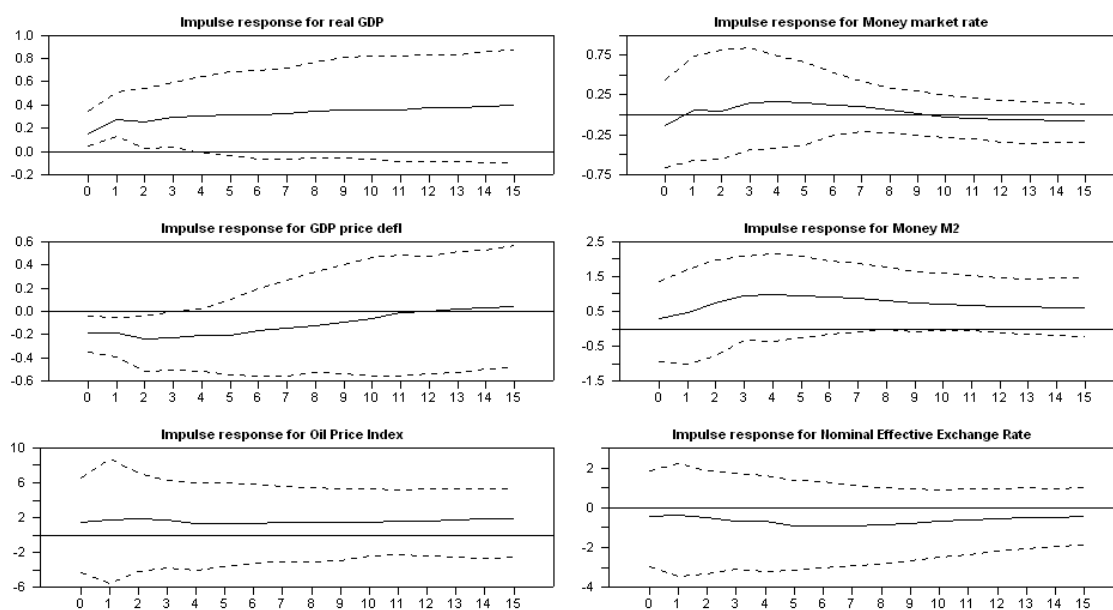 Impulse response for real GDP
1.0
0.8
0.6
0.4
0.2
0.0
-0.2
0 1 2 3 4 5 6 7 8 9 10 11 12 13 14 15
Impulse response for Money market rate
0.75
0.25
-0.25
-0.75
0 1 2 3 4 5 6 7 8 9 10 11 12 13 14 15
Impulse response for GDP price defl
0.6
0.4
0.2
0.0
-0.2
-0.4
-0.6
0 1 2 3 4 5 6 7 8 9 10 11 12 13 14 15
Impulse response for Money M2
2.5
1.5
0.5
-0.5
-1.5
0 1 2 3 4 5 6 7 8 9 10 11 12 13 14 15
Impulse response for Oil Price Index
10
6
2
-2
-6
0 1 2 3 4 5 6 7 8 9 10 11 12 13 14 15
Impulse response for Nominal Effective Exchange Rate
2
0
-2
-4
0 1 2 3 4 5 6 7 8 9 10 11 12 13 14 15